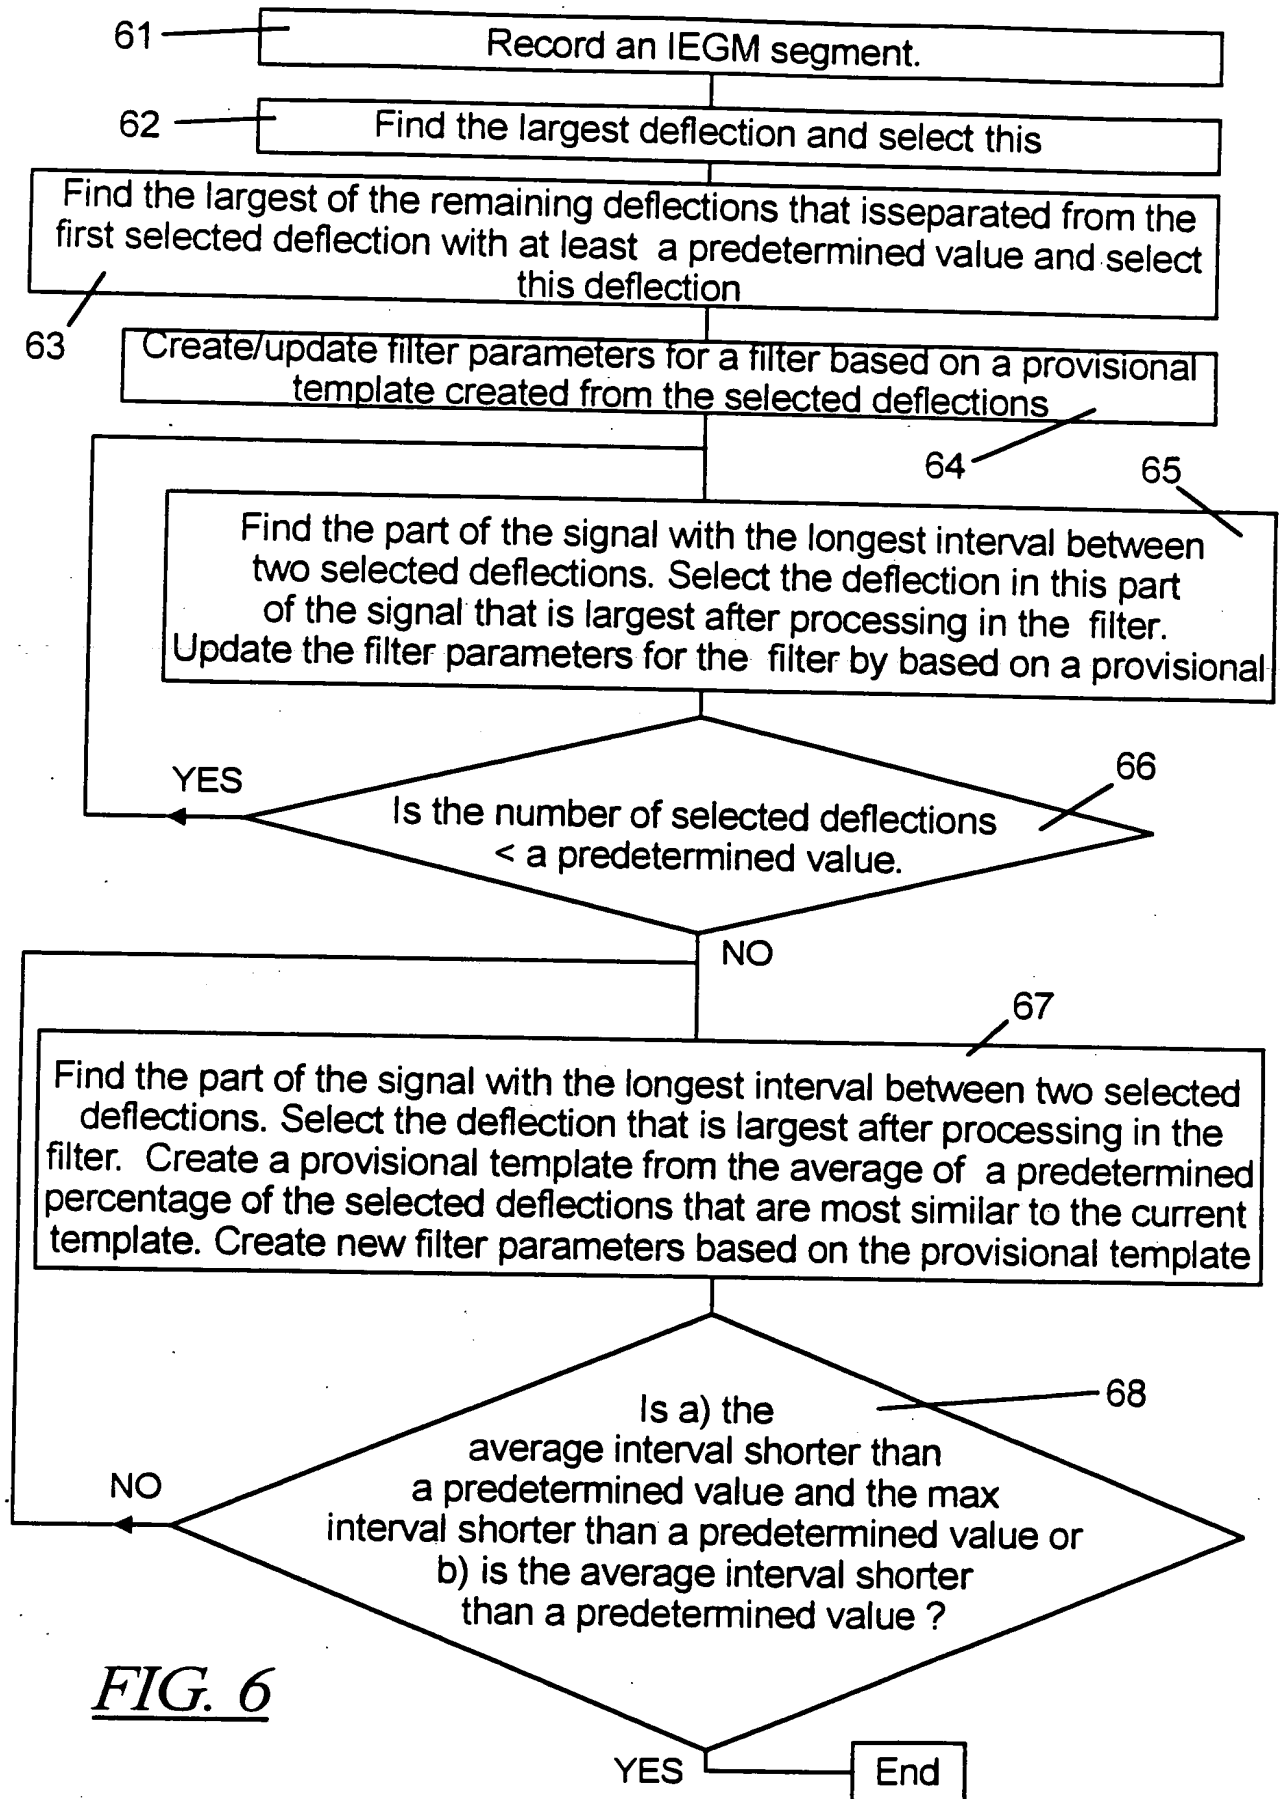 61
Record an IEGM segment.
62
Find the largest deflection and select this
Find the largest of the remaining deflections that isseparated from the
first selected deflection with at least a predetermined value and select
this deflection
63
Create/update filter parameters for a filter based on a provisional
template created from the selected deflections
64
65
Find the part of the signal with the longest interval between
two selected deflections. Select the deflection in this part
of the signal that is largest after processing in the filter.
Update the filter parameters for the filter by based on a provisional
66
YES
Is the number of selected deflections
< a predetermined value.
NO
67
Find the part of the signal with the longest interval between two selected
deflections. Select the deflection that is largest after processing in the
filter. Create a provisional template from the average of a predetermined
percentage of the selected deflections that are most similar to the current
template. Create new filter parameters based on the provisional template
68
Is a) the
average interval shorter than
a predetermined value and the max
interval shorter than a predetermined value or
b) is the average interval shorter
than a predetermined value ?
NO
FIG. 6
YES
End